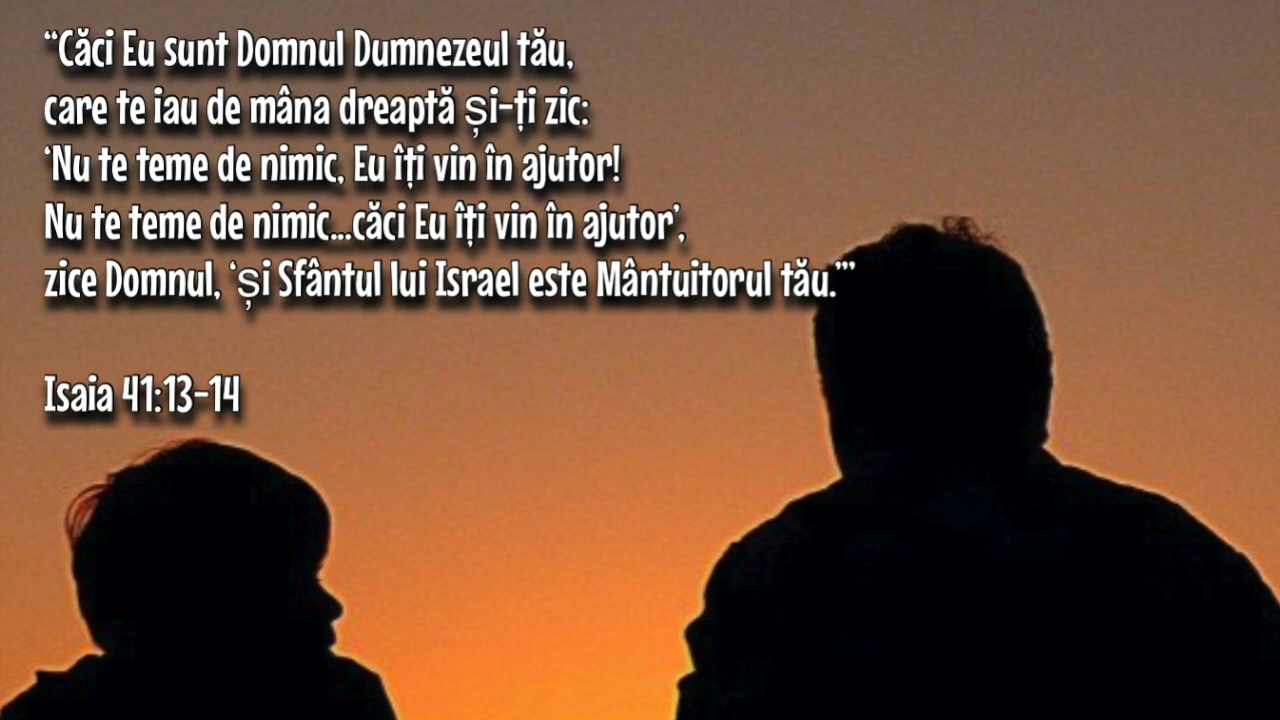 “Căci Eu sunt Domnul Dumnezeul tău,
care te iau de mâna dreaptă și-ți zic:
‘Nu te teme de nimic, Eu îți vin în ajutor!
Nu te teme de nimic...căci Eu îți vin în ajutor’,
zice Domnul, ‘și Sfântul lui Israel este Mântuitorul tău.’”
Isaia 41:13-14